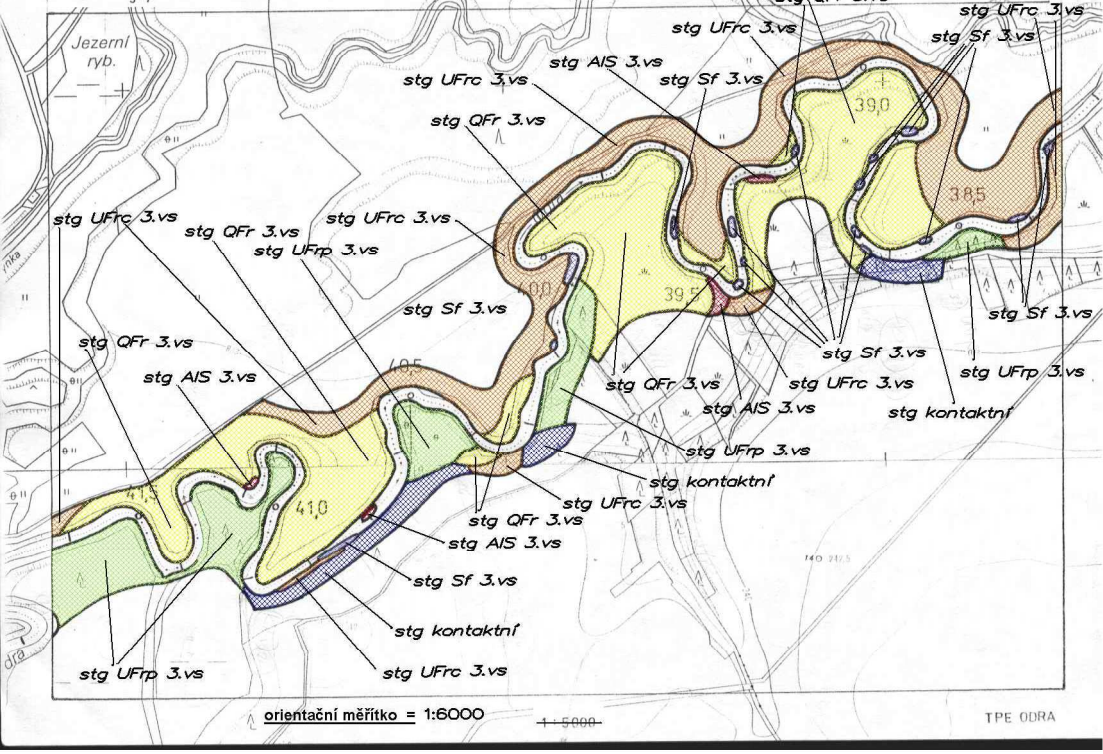 Jezerní
ryb.
stg UFrc 3.vs
stg UFrc 3.vs
stg Sf 3.vs
stg AlS 3.vs
stg Sf 3.vs
stg UFrc 3.vs
stg QFr 3.vs
39,0
38,5
stg UFrc 3.vs
stg QFr 3.vs
stg UFrp 3.vs
stg UFrc 3.vs
39,5
stg Sf 3.vs
stg Sf 3.vs
stg QFr 3.vs
stg AlS 3.vs
40,5
stg Sf 3.vs
stg QFr 3.vs
stg UFrc 3.vs
stg UFrp 3.vs
stg AlS 3.vs
stg kontaktní
stg UFrp 3.vs
stg kontaktní
41,5
41,0
stg UFrc 3.vs
stg QFr 3.vs
stg AlS 3.vs
stg Sf 3.vs
stg kontaktní
stg UFrp 3.vs
stg UFrc 3.vs
orientační měřítko = 1:6000
1:5000
TPE ODRA